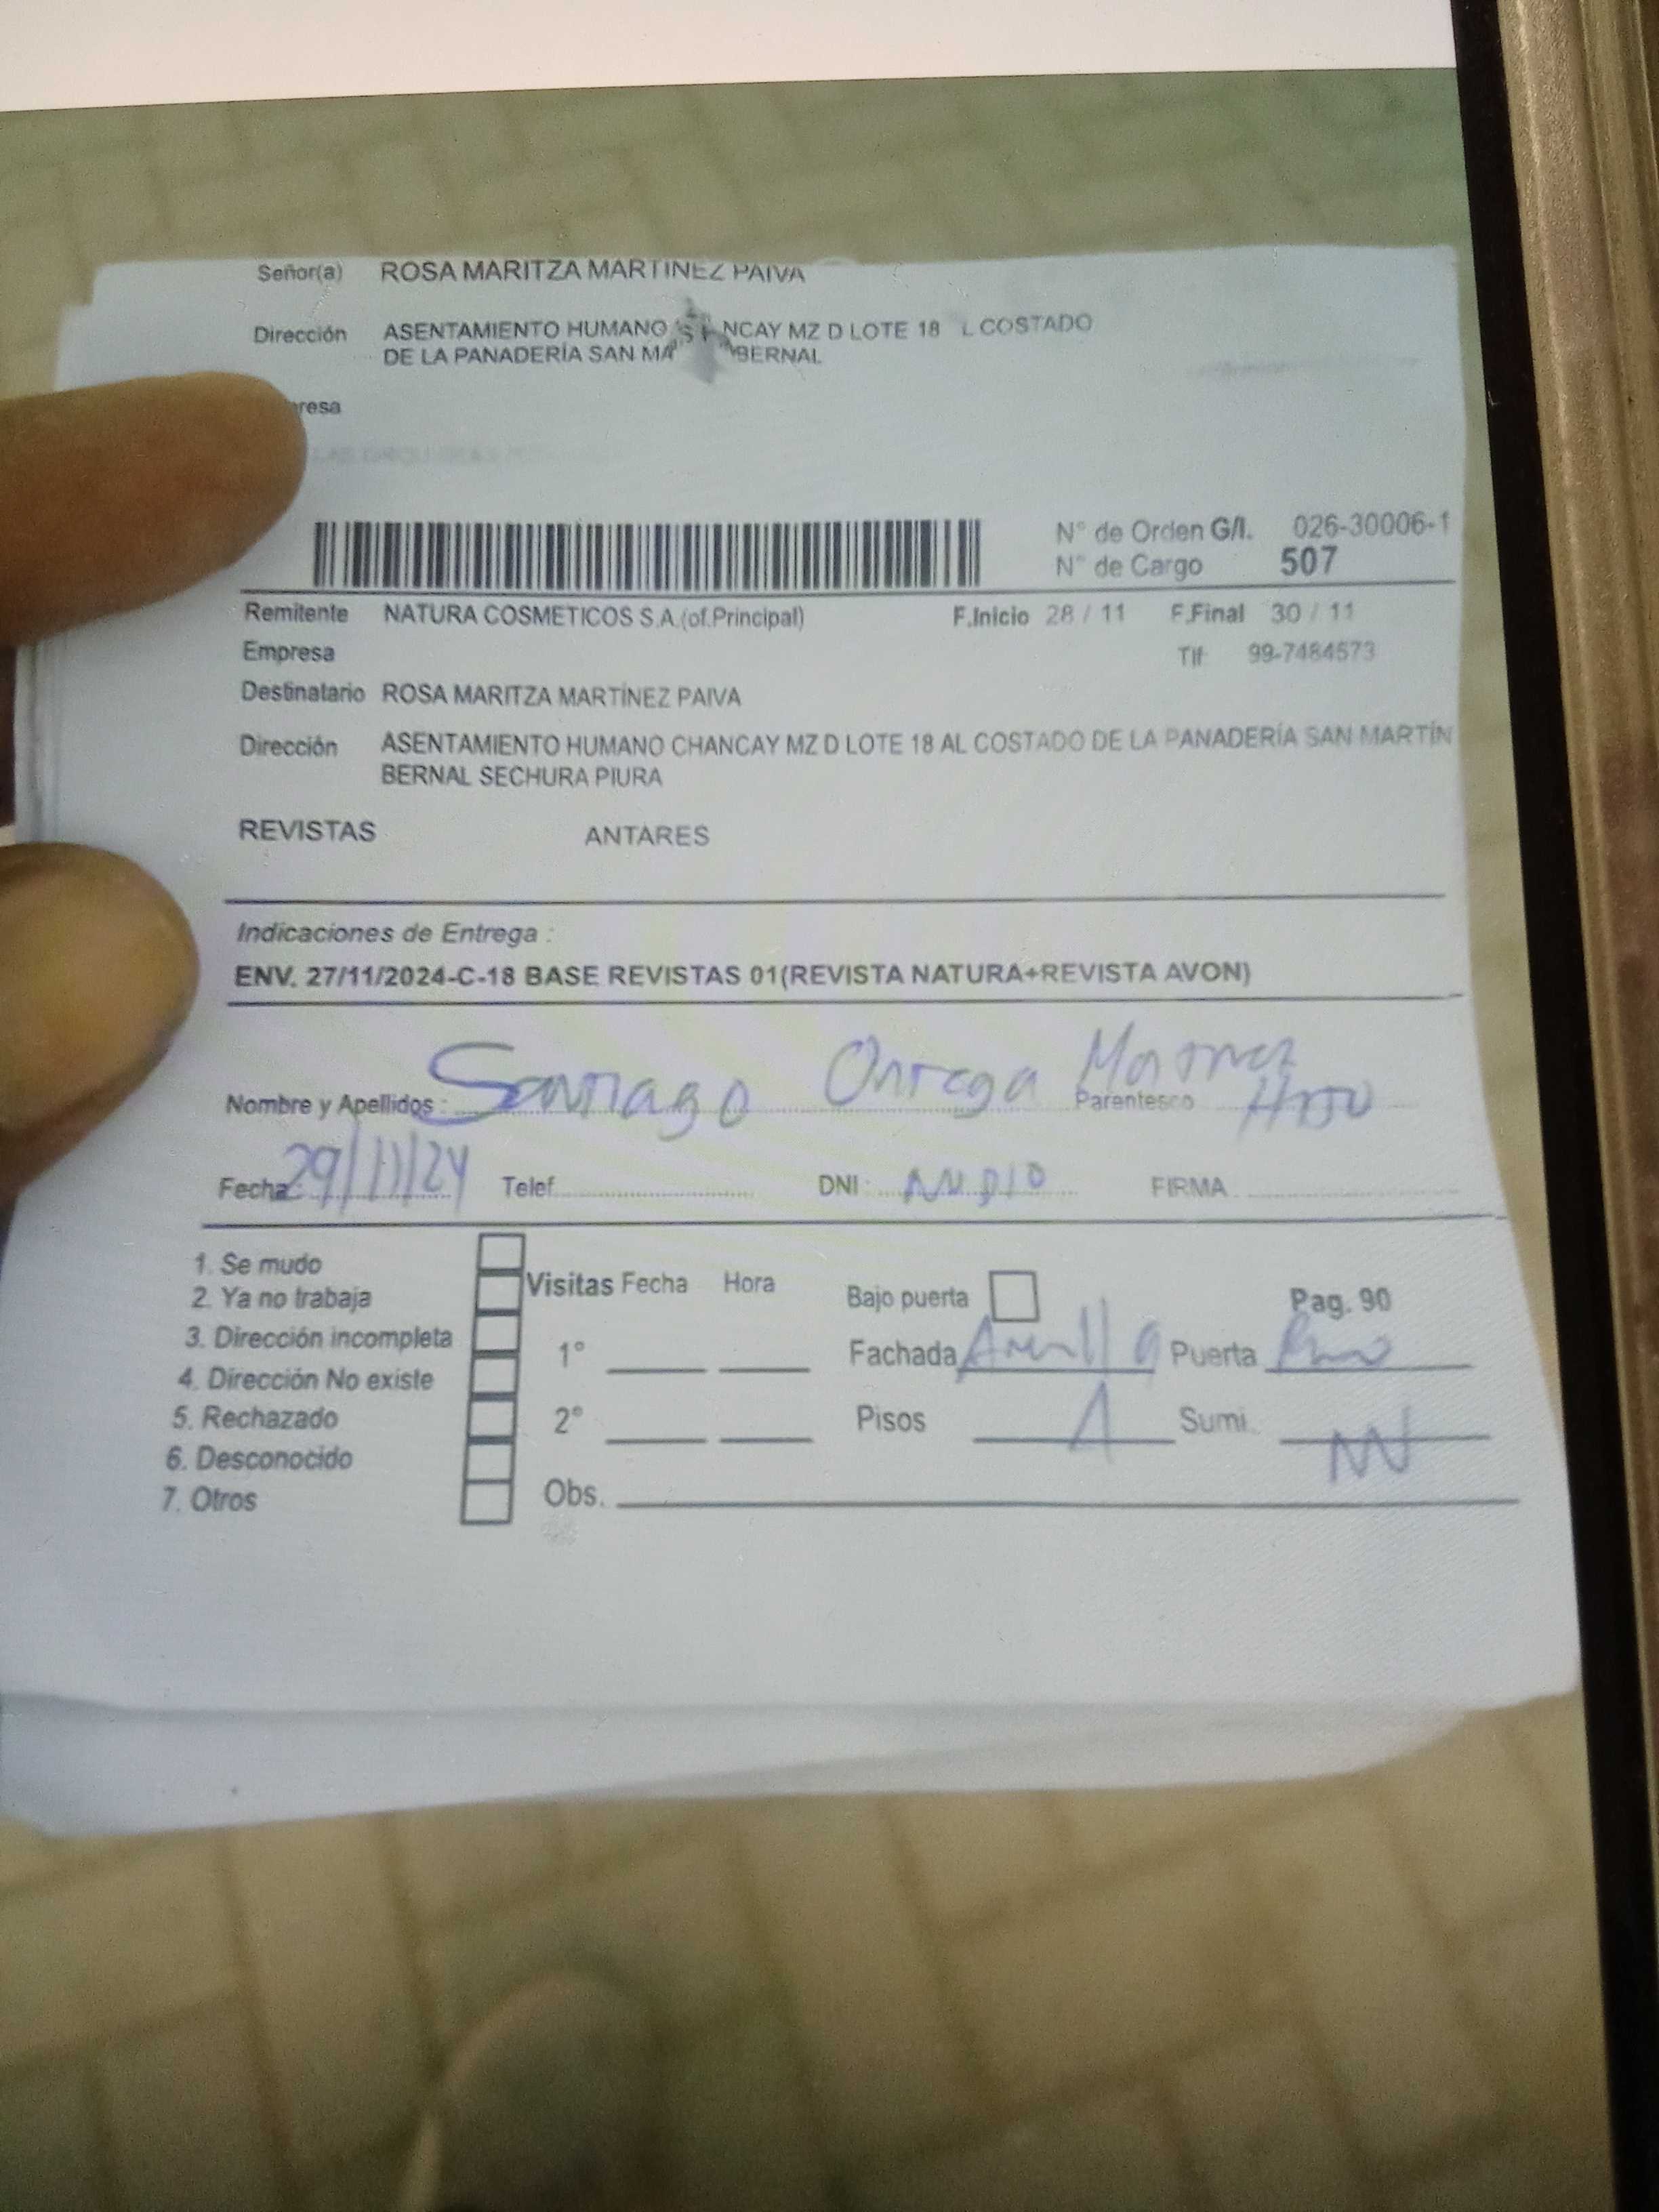 Señor(a) ROSA MARITZA MARTÍNEZ PAIVA
Dirección ASENTAMIENTO HUMANO NCAY MZ D LOTE 18 L COSTADO
DE LA PANADERÍA SAN BERNAL
resa
N° de Orden G/I. 026-30006-1
N° de Cargo 507
Remitente NATURA COSMETICOS S.A.(of.Principal) F.Inicio 28 / 11 F.Final 30 / 11
Empresa Tlf 99-7484573
Destinatario ROSA MARITZA MARTÍNEZ PAIVA
Dirección ASENTAMIENTO HUMANO CHANCAY MZ D LOTE 18 AL COSTADO DE LA PANADERÍA SAN MARTÍN
BERNAL SECHURA PIURA
REVISTAS ANTARES
Indicaciones de Entrega :
ENV. 27/11/2024-C-18 BASE REVISTAS 01(REVISTA NATURA+REVISTA AVON)
Nombre y Apellidos : Santiago Parentesco Hijo
Fecha 29/11/24 Telef. DNI : FIRMA
1. Se mudo
2. Ya no trabaja
3. Dirección incompleta
4. Dirección No existe
5. Rechazado
6. Desconocido
7. Otros
Visitas Fecha Hora
1°
2°
Obs.
Bajo puerta Pag. 90
Fachada Puerta
Pisos 1 Sumi.